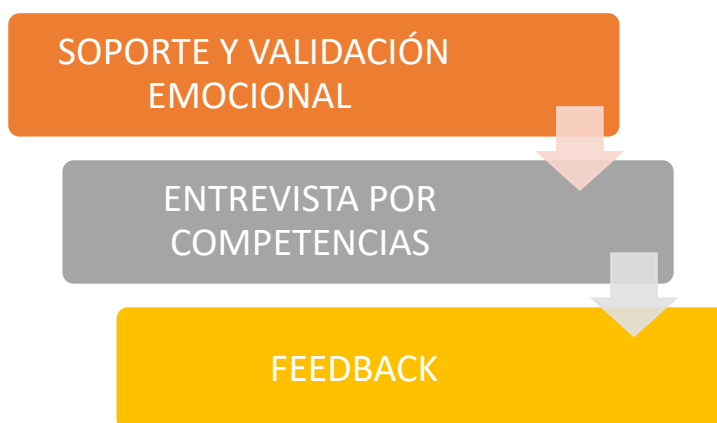 SOPORTE Y VALIDACIÓN
EMOCIONAL
ENTREVISTA POR
COMPETENCIAS
FEEDBACK